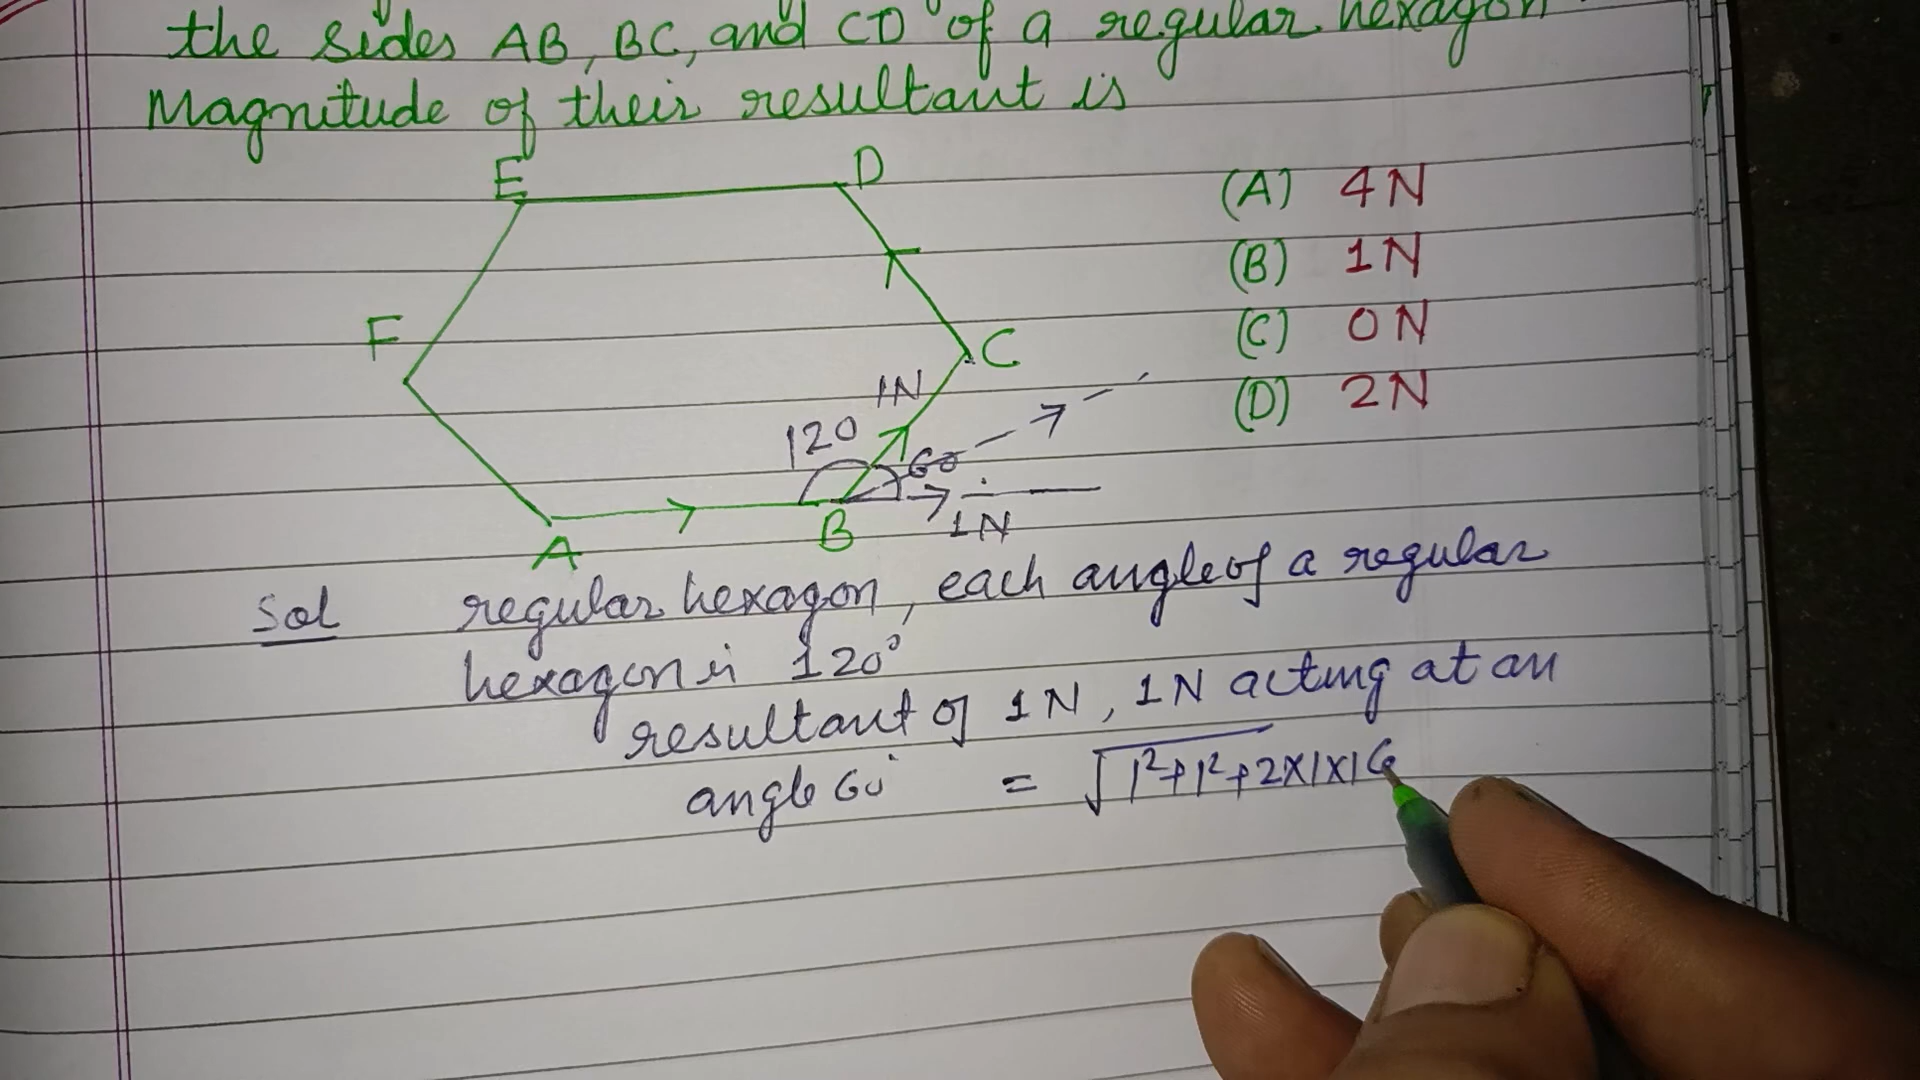 the sides AB, BC, and CD of a regular hexagon
Magnitude of their resultant is
E
D
(A) 4N
(B) 1N
F
C
(C) 0N
1N
(D) 2N
120
60
1N
A
B
Sol regular hexagon, each angle of a regular
hexagon is 120°
resultant of 1N, 1N acting at an
angle 60° = √1²+1²+2×1×1